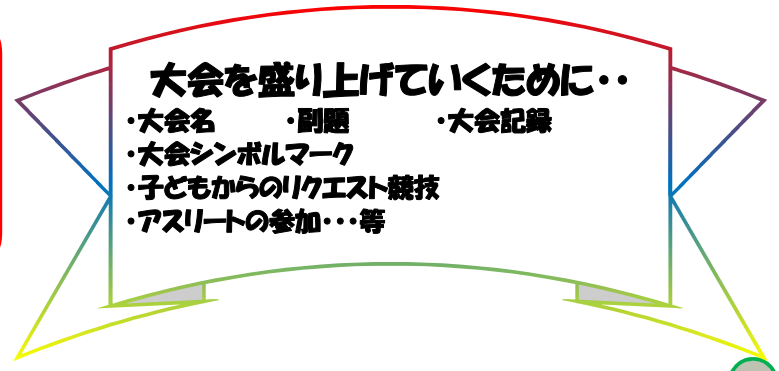 大会を盛り上げていくために・・
・大会名　・副題　・大会記録
・大会シンボルマーク
・子どもからのリクエスト競技
・アスリートの参加・・・等